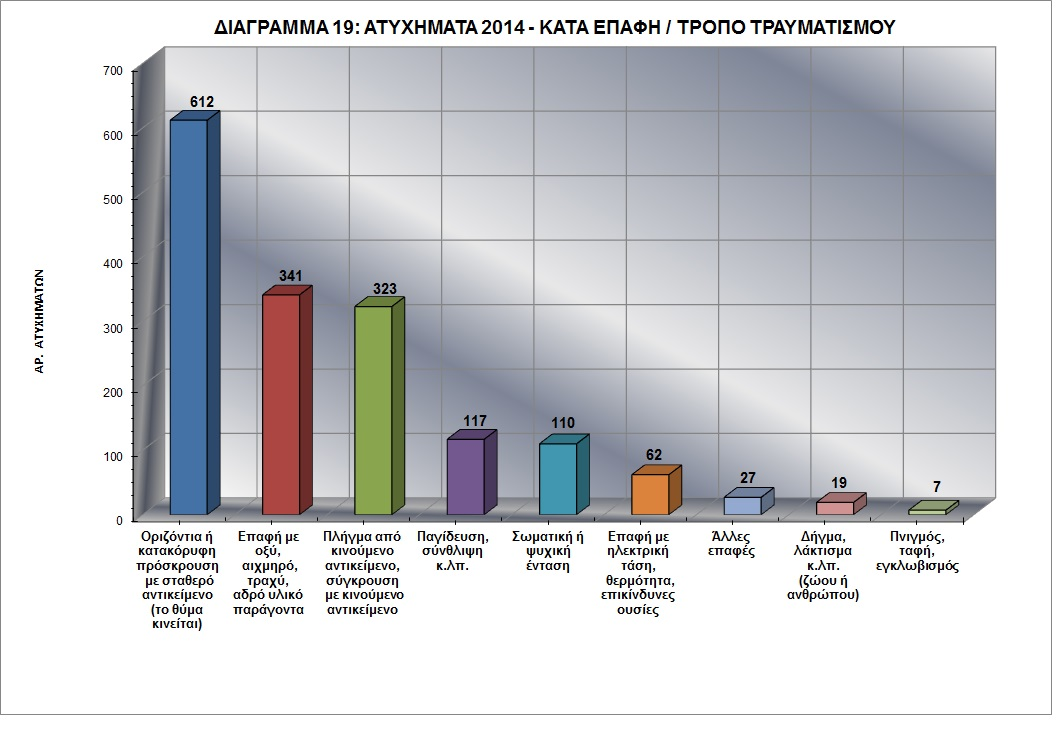 ΔΙΑΓΡΑΜΜΑ 19: ΑΤΥΧΗΜΑΤΑ 2014 - ΚΑΤΑ ΕΠΑΦΗ / ΤΡΟΠΟ ΤΡΑΥΜΑΤΙΣΜΟΥ
ΑΡ. ΑΤΥΧΗΜΑΤΩΝ
700
600
500
400
300
200
100
0
612
341
323
117
110
62
27
19
7
Οριζόντια ή
κατακόρυφη
πρόσκρουση
με σταθερό
αντικείμενο
(το θύμα
κινείται)
Επαφή με
οξύ,
αιχμηρό,
τραχύ,
αδρό υλικό
παράγοντα
Πλήγμα από
κινούμενο
αντικείμενο,
σύγκρουση
με κινούμενο
αντικείμενο
Παγίδευση,
σύνθλιψη
κ.λπ.
Σωματική ή
ψυχική
ένταση
Επαφή με
ηλεκτρική
τάση,
θερμότητα,
επικίνδυνες
ουσίες
Άλλες
επαφές
Δήγμα,
λάκτισμα
κ.λπ.
(ζώου ή
ανθρώπου)
Πνιγμός,
ταφή,
εγκλωβισμός